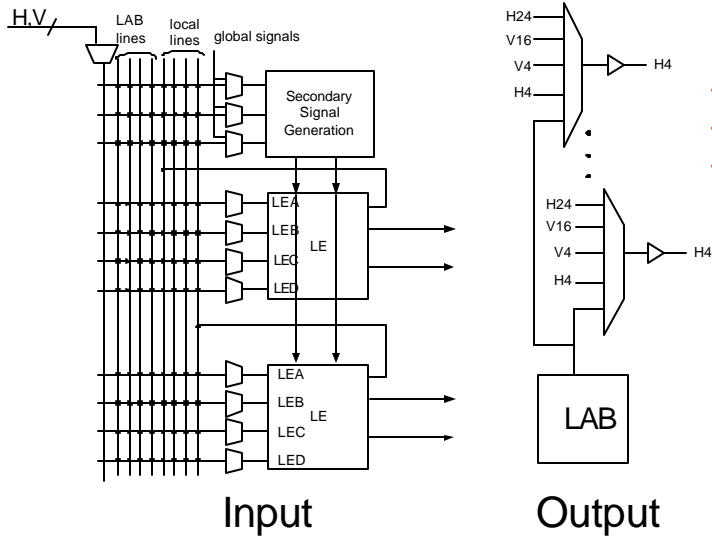 H,V
LAB
lines
local
lines
global signals
Secondary
Signal
Generation
LEA
LEB
LEC
LED
LE
LEA
LEB
LEC
LED
LE
Input
H24
V16
V4
H4
H4
H24
V16
V4
H4
H4
LAB
Output